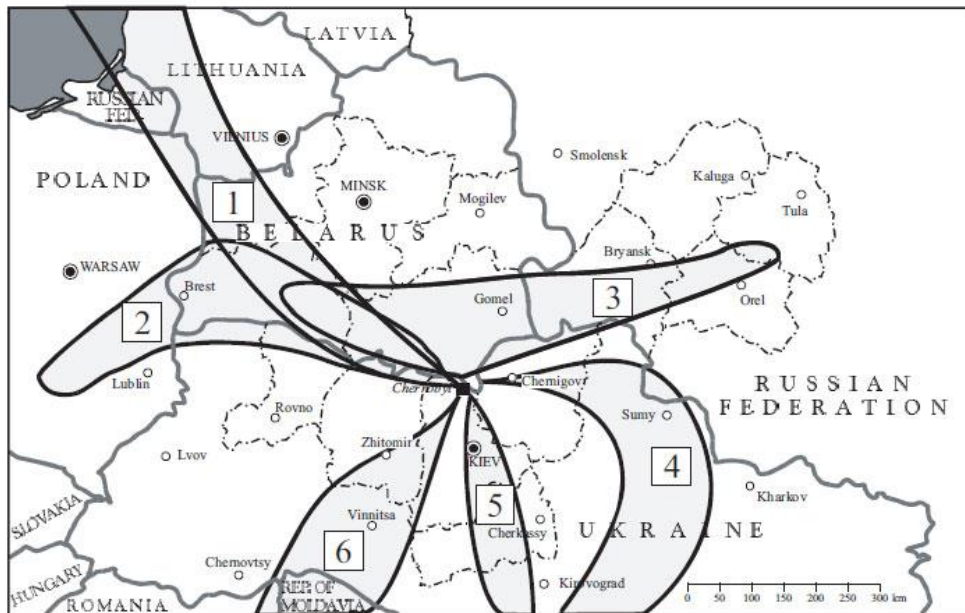 LATVIA
LITHUANIA
RUSSIAN
FED.
VILNIUS
Smolensk
Kaluga
POLAND
MINSK
Tula
1
Mogilev
BELARUS
Bryansk
WARSAW
Brest
Orel
2
Gomel
3
Lublin
Chernobyl
Chernigov
RUSSIAN
FEDERATION
Rovno
Sumy
Zhitomir
KIEV
Lvov
4
Kharkov
SLOVAKIA
5
Vinnitsa
Cherkassy
UKRAINE
6
Chernovtsy
Kirovograd
HUNGARY
REP. OF
MOLDAVIA
ROMANIA
0 50 100 150 200 250 300 km